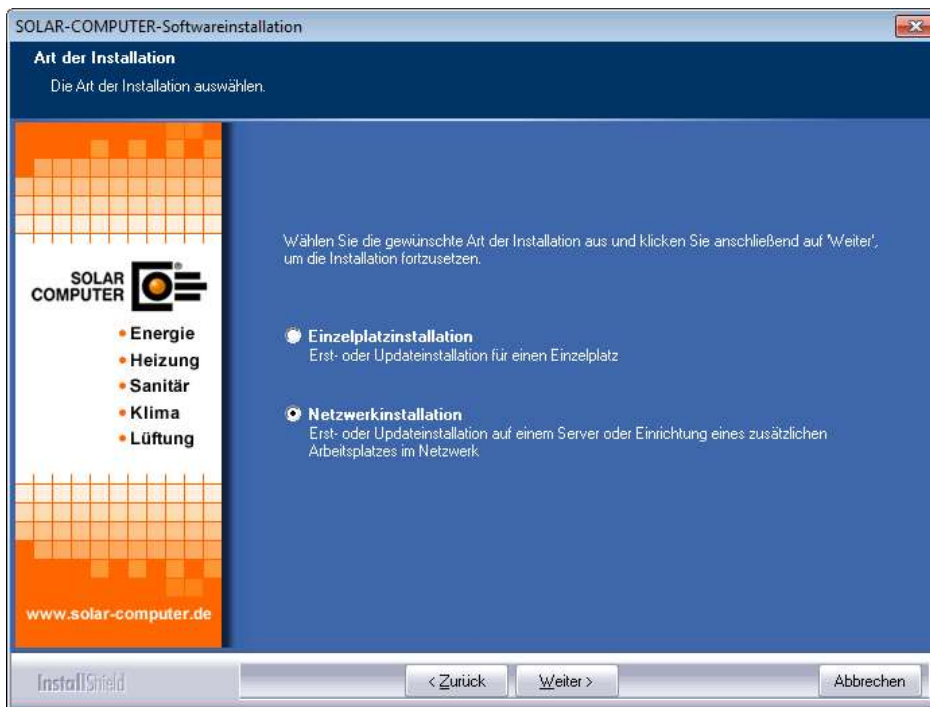 SOLAR-COMPUTER-Softwareinstallation
Art der Installation
Die Art der Installation auswählen.
Wählen Sie die gewünschte Art der Installation aus und klicken Sie anschließend auf 'Weiter',
um die Installation fortzusetzen.
SOLAR
COMPUTER
®
• Energie
• Heizung
• Sanitär
• Klima
• Lüftung
Einzelplatzinstallation
Erst- oder Updateinstallation für einen Einzelplatz
Netzwerkinstallation
Erst- oder Updateinstallation auf einem Server oder Einrichtung eines zusätzlichen
Arbeitsplatzes im Netzwerk
www.solar-computer.de
InstallShield
< Zurück
Weiter >
Abbrechen